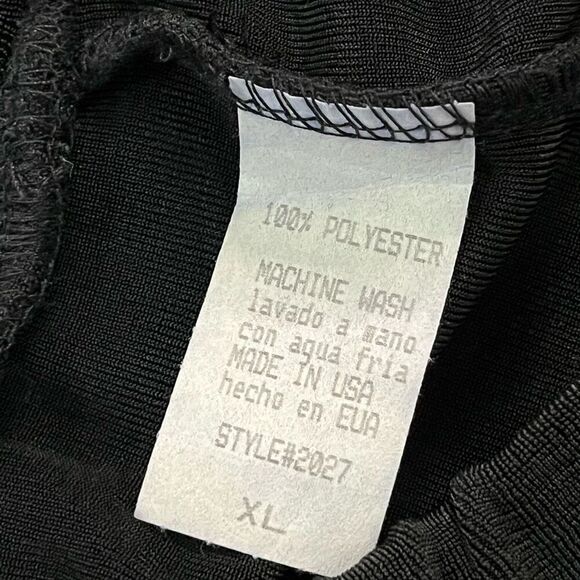 100% POLYESTER
MACHINE WASH
lavado a mano
con agua fria
MADE IN USA
hecho en EUA
STYLE#2027
XL